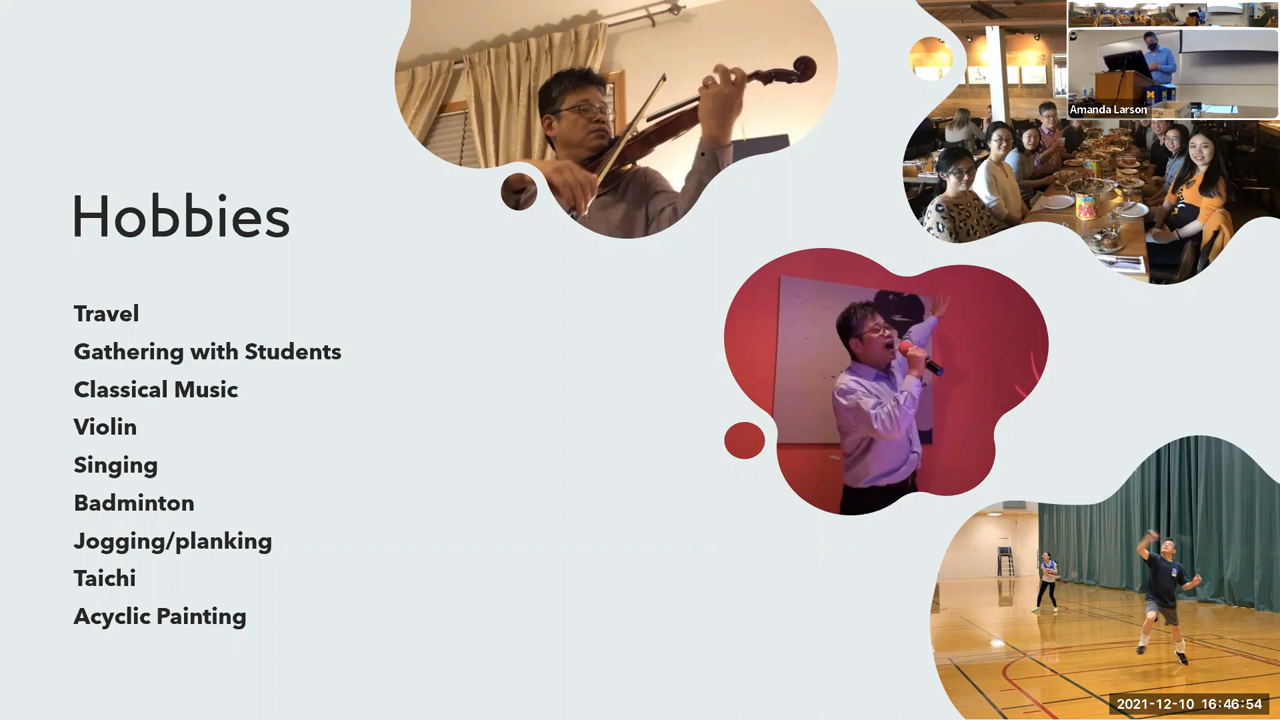 Hobbies
Travel
Gathering with Students
Classical Music
Violin
Singing
Badminton
Jogging/planking
Taichi
Acyclic Painting
Amanda Larson
2021-12-10 16:46:54